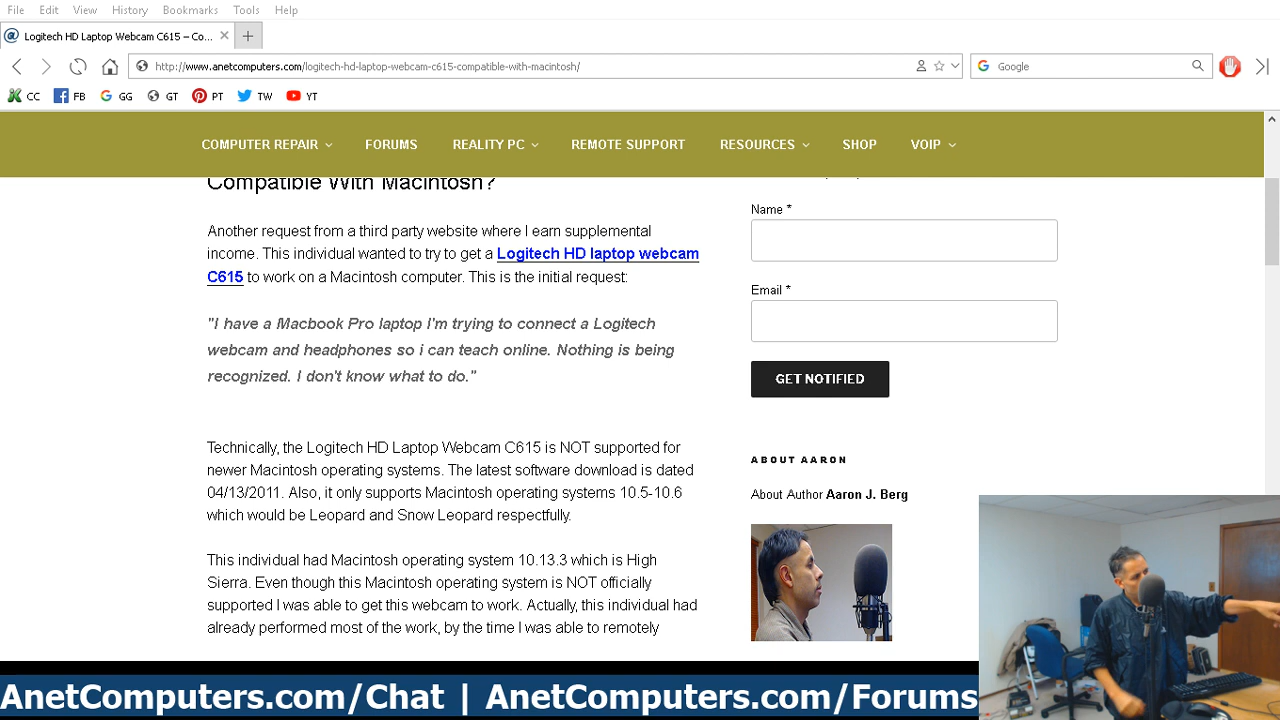 File Edit View History Bookmarks Tools Help
Logitech HD Laptop Webcam C615 – Co...
http://www.anetcomputers.com/logitech-hd-laptop-webcam-c615-compatible-with-macintosh/
Google
CC FB GG GT PT TW YT
COMPUTER REPAIR FORUMS REALITY PC REMOTE SUPPORT RESOURCES SHOP VOIP
Compatible With Macintosh?
Another request from a third party website where I earn supplemental
income. This individual wanted to try to get a Logitech HD laptop webcam
C615 to work on a Macintosh computer. This is the initial request:
"I have a Macbook Pro laptop I'm trying to connect a Logitech
webcam and headphones so i can teach online. Nothing is being
recognized. I don't know what to do."
Technically, the Logitech HD Laptop Webcam C615 is NOT supported for
newer Macintosh operating systems. The latest software download is dated
04/13/2011. Also, it only supports Macintosh operating systems 10.5-10.6
which would be Leopard and Snow Leopard respectfully.
This individual had Macintosh operating system 10.13.3 which is High
Sierra. Even though this Macintosh operating system is NOT officially
supported I was able to get this webcam to work. Actually, this individual had
already performed most of the work, by the time I was able to remotely
Name *
Email *
GET NOTIFIED
ABOUT AARON
About Author Aaron J. Berg
AnetComputers.com/Chat | AnetComputers.com/Forums